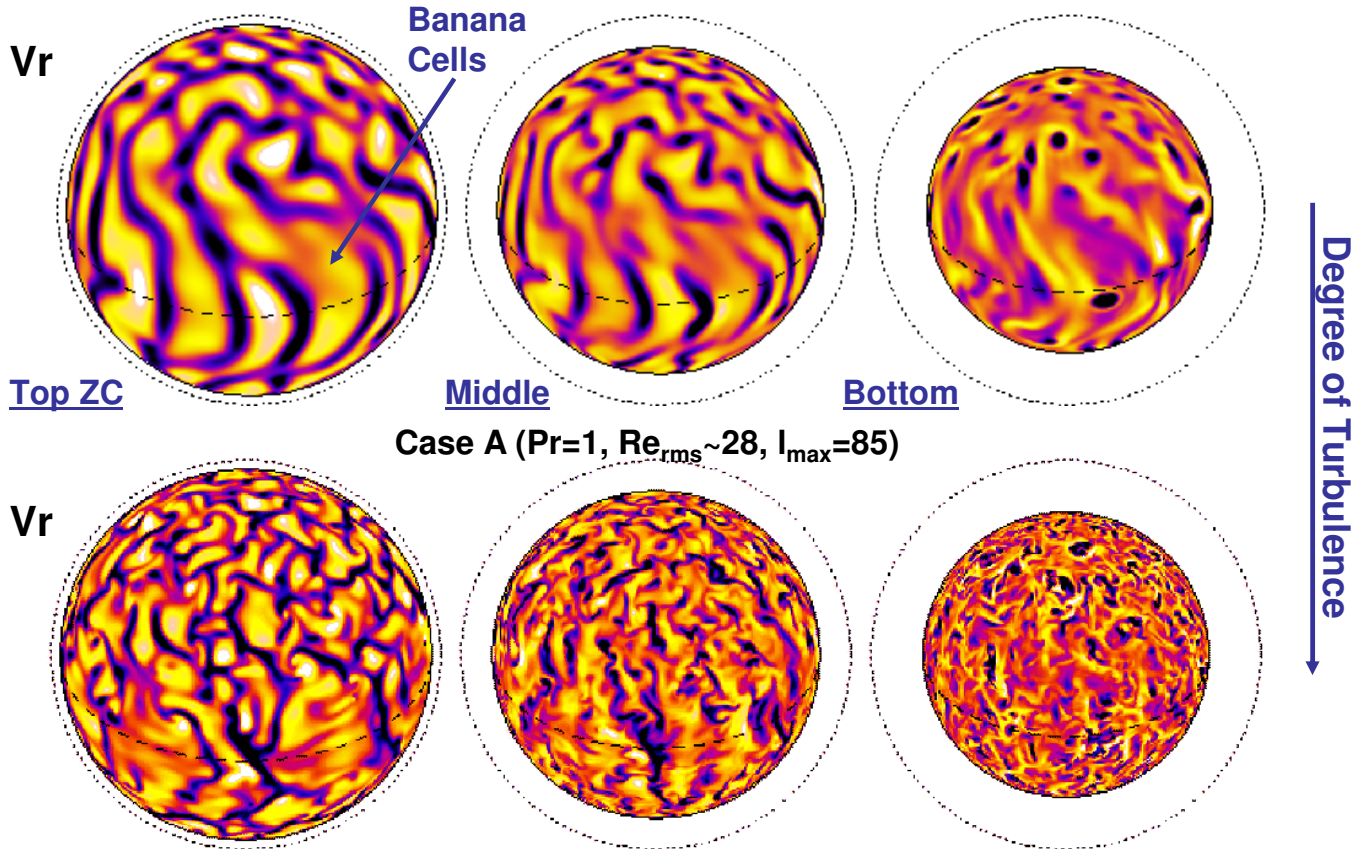 Banana
Cells
Vr
Top ZC
Middle
Bottom
Case A (Pr=1, Re_rms~28, l_max=85)
Vr
Degree of Turbulence